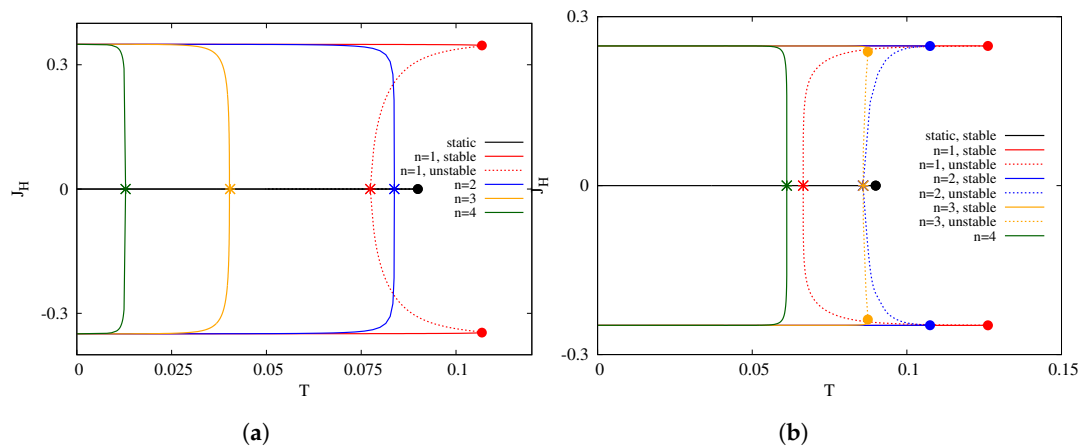 0.3
0
-0.3
J_H
0
0.025
0.05
0.075
0.1
T
static
n=1, stable
n=1, unstable
n=2
n=3
n=4
(a)
0.3
0
-0.3
J_H
0
0.05
0.1
0.15
T
static, stable
n=1, stable
n=1, unstable
n=2, stable
n=2, unstable
n=3, stable
n=3, unstable
n=4
(b)